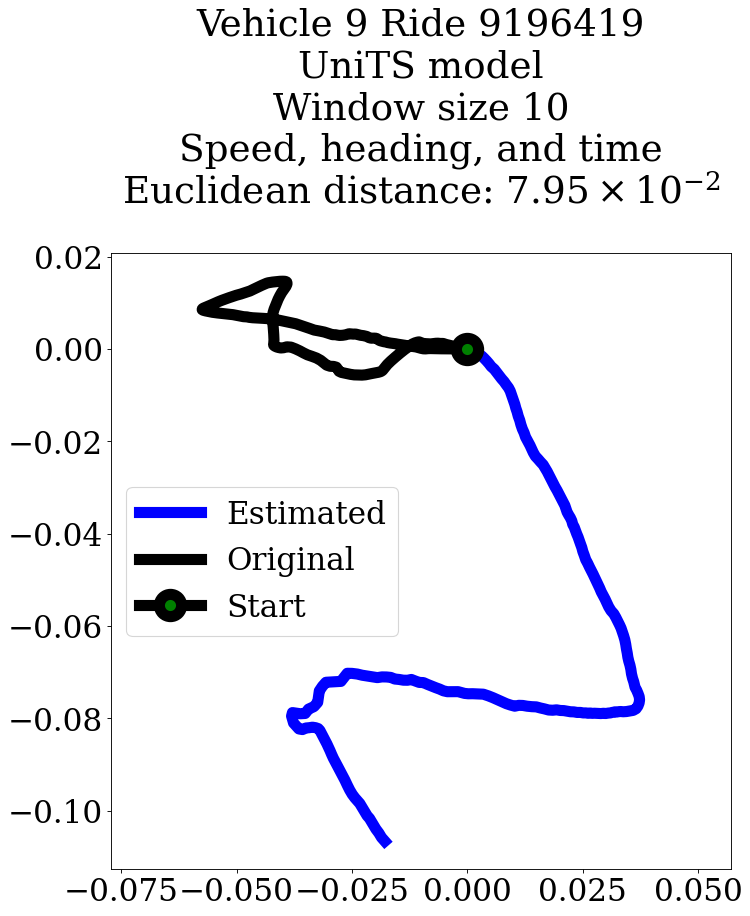 Vehicle 9 Ride 9196419
UniTS model
Window size 10
Speed, heading, and time
Euclidean distance: 7.95 × 10⁻²
0.02
0.00
−0.02
−0.04
−0.06
−0.08
−0.10
Estimated
Original
Start
−0.075 −0.050 −0.025 0.000 0.025 0.050